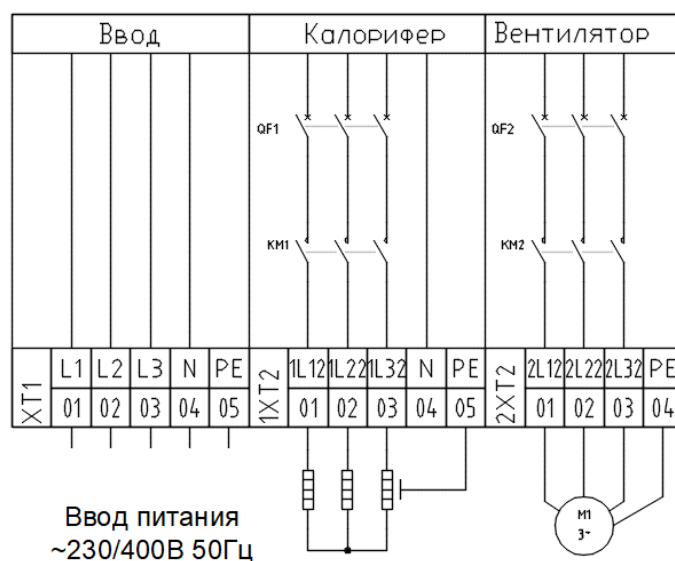 Ввод Калорифер Вентилятор
QF1 QF2
KM1 KM2
XT1 L1 L2 L3 N PE 1XT2 1L12 1L22 1L32 N PE 2XT2 2L12 2L22 2L32 PE
01 02 03 04 05 01 02 03 04 05 01 02 03 04
M1
3~
Ввод питания
~230/400В 50Гц